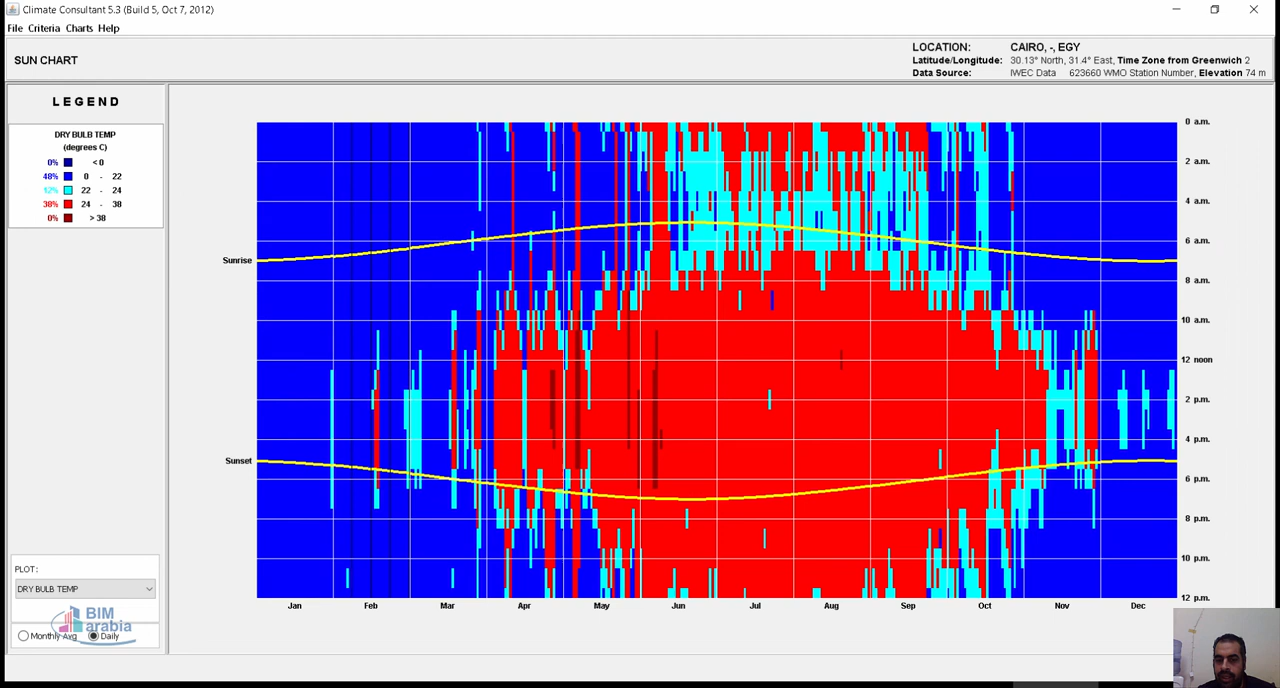 Climate Consultant 5.3 (Build 5, Oct 7, 2012)
File Criteria Charts Help
SUN CHART
LOCATION: CAIRO, -, EGY
Latitude/Longitude: 30.13° North, 31.4° East, Time Zone from Greenwich 2
Data Source: IWEC Data 623660 WMO Station Number, Elevation 74 m
LEGEND
DRY BULB TEMP
(degrees C)
0% < 0
48% 0 - 22
12% 22 - 24
38% 24 - 38
0% > 38
0 a.m.
2 a.m.
4 a.m.
6 a.m.
Sunrise
8 a.m.
10 a.m.
12 noon
2 p.m.
4 p.m.
Sunset
6 p.m.
8 p.m.
10 p.m.
12 p.m.
Jan Feb Mar Apr May Jun Jul Aug Sep Oct Nov Dec
PLOT:
DRY BULB TEMP
BIM
arabia
Monthly Avg Daily